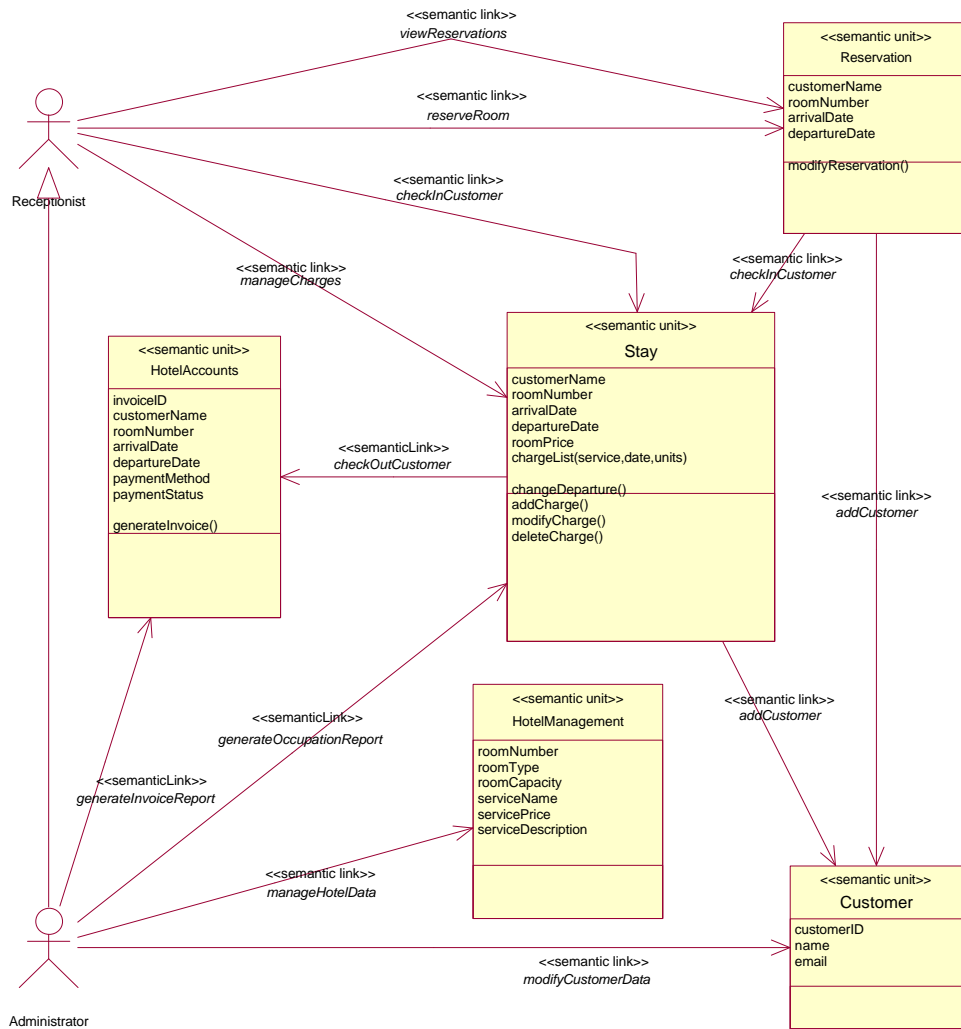 <<semantic link>>
viewReservations
<<semantic unit>>
Reservation
customerName
roomNumber
arrivalDate
departureDate
modifyReservation()
<<semantic link>>
reserveRoom
Receptionist
<<semantic link>>
checkInCustomer
<<semantic link>>
checkInCustomer
<<semantic link>>
manageCharges
<<semantic unit>>
HotelAccounts
invoiceID
customerName
roomNumber
arrivalDate
departureDate
paymentMethod
paymentStatus
generateInvoice()
<<semantic unit>>
Stay
customerName
roomNumber
arrivalDate
departureDate
roomPrice
chargeList(service,date,units)
changeDeparture()
addCharge()
modifyCharge()
deleteCharge()
<<semanticLink>>
checkOutCustomer
<<semantic link>>
addCustomer
<<semantic link>>
addCustomer
<<semanticLink>>
generateOccupationReport
<<semantic unit>>
HotelManagement
roomNumber
roomType
roomCapacity
serviceName
servicePrice
serviceDescription
<<semanticLink>>
generateInvoiceReport
<<semantic link>>
manageHotelData
<<semantic unit>>
Customer
customerID
name
email
<<semantic link>>
modifyCustomerData
Administrator